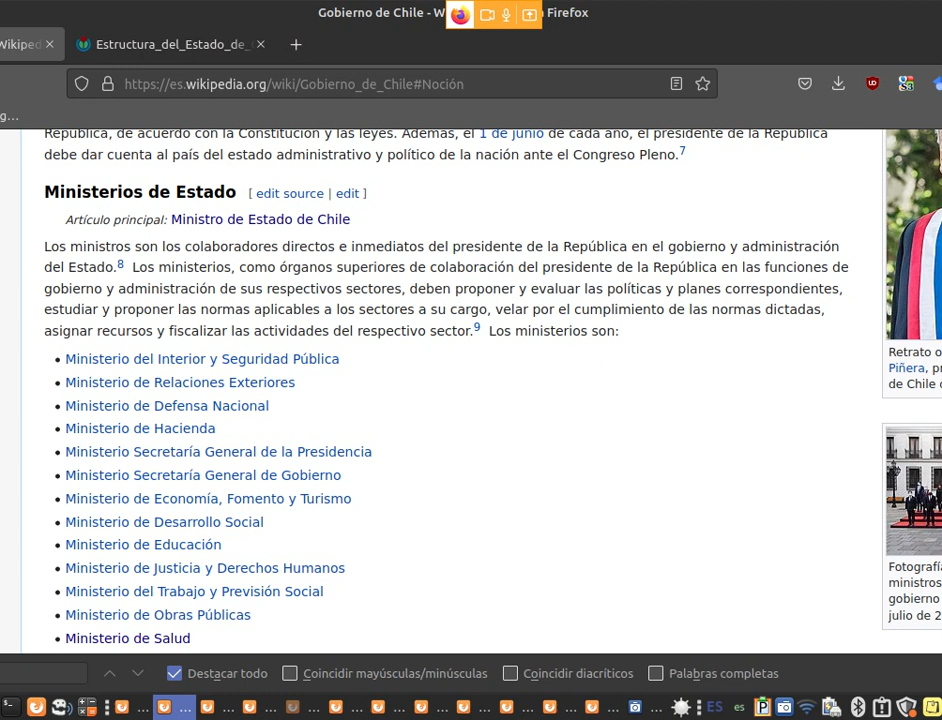 Gobierno de Chile - W
Firefox
Wikiped
Estructura_del_Estado_de_
https://es.wikipedia.org/wiki/Gobierno_de_Chile#Noción
g...
República, de acuerdo con la Constitución y las leyes. Además, el 1 de junio de cada año, el presidente de la República
debe dar cuenta al país del estado administrativo y político de la nación ante el Congreso Pleno.7
Ministerios de Estado [ edit source | edit ]
Artículo principal: Ministro de Estado de Chile
Los ministros son los colaboradores directos e inmediatos del presidente de la República en el gobierno y administración
del Estado.8 Los ministerios, como órganos superiores de colaboración del presidente de la República en las funciones de
gobierno y administración de sus respectivos sectores, deben proponer y evaluar las políticas y planes correspondientes,
estudiar y proponer las normas aplicables a los sectores a su cargo, velar por el cumplimiento de las normas dictadas,
asignar recursos y fiscalizar las actividades del respectivo sector.9 Los ministerios son:
• Ministerio del Interior y Seguridad Pública
• Ministerio de Relaciones Exteriores
• Ministerio de Defensa Nacional
• Ministerio de Hacienda
• Ministerio Secretaría General de la Presidencia
• Ministerio Secretaría General de Gobierno
• Ministerio de Economía, Fomento y Turismo
• Ministerio de Desarrollo Social
• Ministerio de Educación
• Ministerio de Justicia y Derechos Humanos
• Ministerio del Trabajo y Previsión Social
• Ministerio de Obras Públicas
• Ministerio de Salud
Retrato o
Piñera, p
de Chile
Fotografí
ministros
gobierno
julio de 2
Destacar todo
Coincidir mayúsculas/minúsculas
Coincidir diacríticos
Palabras completas
ES es